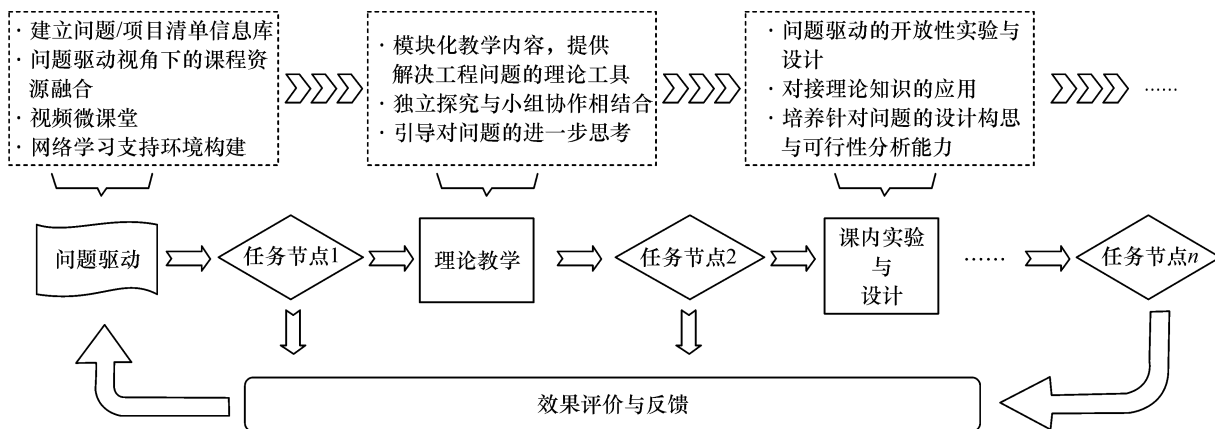 · 建立问题/项目清单信息库
· 问题驱动视角下的课程资
源融合
· 视频微课堂
· 网络学习支持环境构建
· 模块化教学内容，提供
解决工程问题的理论工具
· 独立探究与小组协作相结合
· 引导对问题的进一步思考
· 问题驱动的开放性实验与
设计
· 对接理论知识的应用
· 培养针对问题的设计构思
与可行性分析能力
……
问题驱动
任务节点1
理论教学
任务节点2
课内实验
与
设计
……
任务节点n
效果评价与反馈